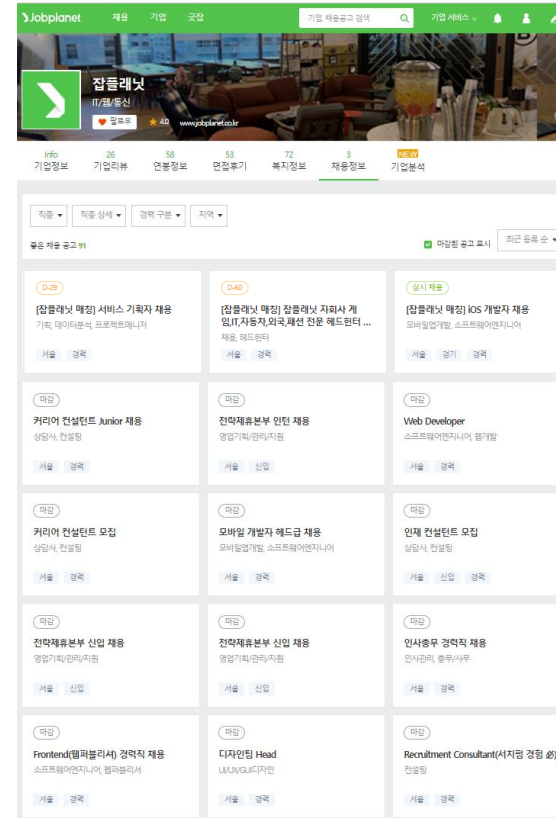 Jobplanet 채용 기업 굿잡 기업, 채용공고 검색 기업 서비스
잡플래닛
IT/웹/통신
팔로우 ★ 4.0 www.jobplanet.co.kr
Info 26 58 53 72 3 NEW
기업정보 기업리뷰 연봉정보 면접후기 복지정보 채용정보 기업분석
직종 직종 상세 경력 구분 지역
좋은 채용 공고 91 마감된 공고 표시 최근 등록 순
D-29
[잡플래닛 매칭] 서비스 기획자 채용
기획, 데이터분석, 프로젝트매니저
서울 경력
D-60
[잡플래닛 매칭] 잡플래닛 자회사 게
임,IT,자동차,외국,패션 전문 헤드헌터 ...
채용, 헤드헌터
서울 경력
상시 채용
[잡플래닛 매칭] iOS 개발자 채용
모바일앱개발, 소프트웨어엔지니어
서울 경기 경력
마감
커리어 컨설턴트 Junior 채용
상담사, 컨설팅
서울 경력
마감
전략제휴본부 인턴 채용
영업기획/관리/지원
서울 신입
마감
Web Developer
소프트웨어엔지니어, 웹개발
서울 경력
마감
커리어 컨설턴트 모집
상담사, 컨설팅
서울 경력
마감
모바일 개발자 헤드급 채용
모바일앱개발, 소프트웨어엔지니어
서울 경력
마감
인재 컨설턴트 모집
상담사, 컨설팅
서울 신입 경력
마감
전략제휴본부 신입 채용
영업기획/관리/지원
서울 신입
마감
전략제휴본부 신입 채용
영업기획/관리/지원
서울 신입
마감
인사총무 경력직 채용
인사관리, 총무/사무
서울 경력
마감
Frontend(웹퍼블리셔) 경력직 채용
소프트웨어엔지니어, 웹퍼블리셔
서울 경력
마감
디자인팀 Head
UI/UX/GUI디자인
서울 경력
마감
Recruitment Consultant(서치펌 경험 必)
컨설팅
서울 경력